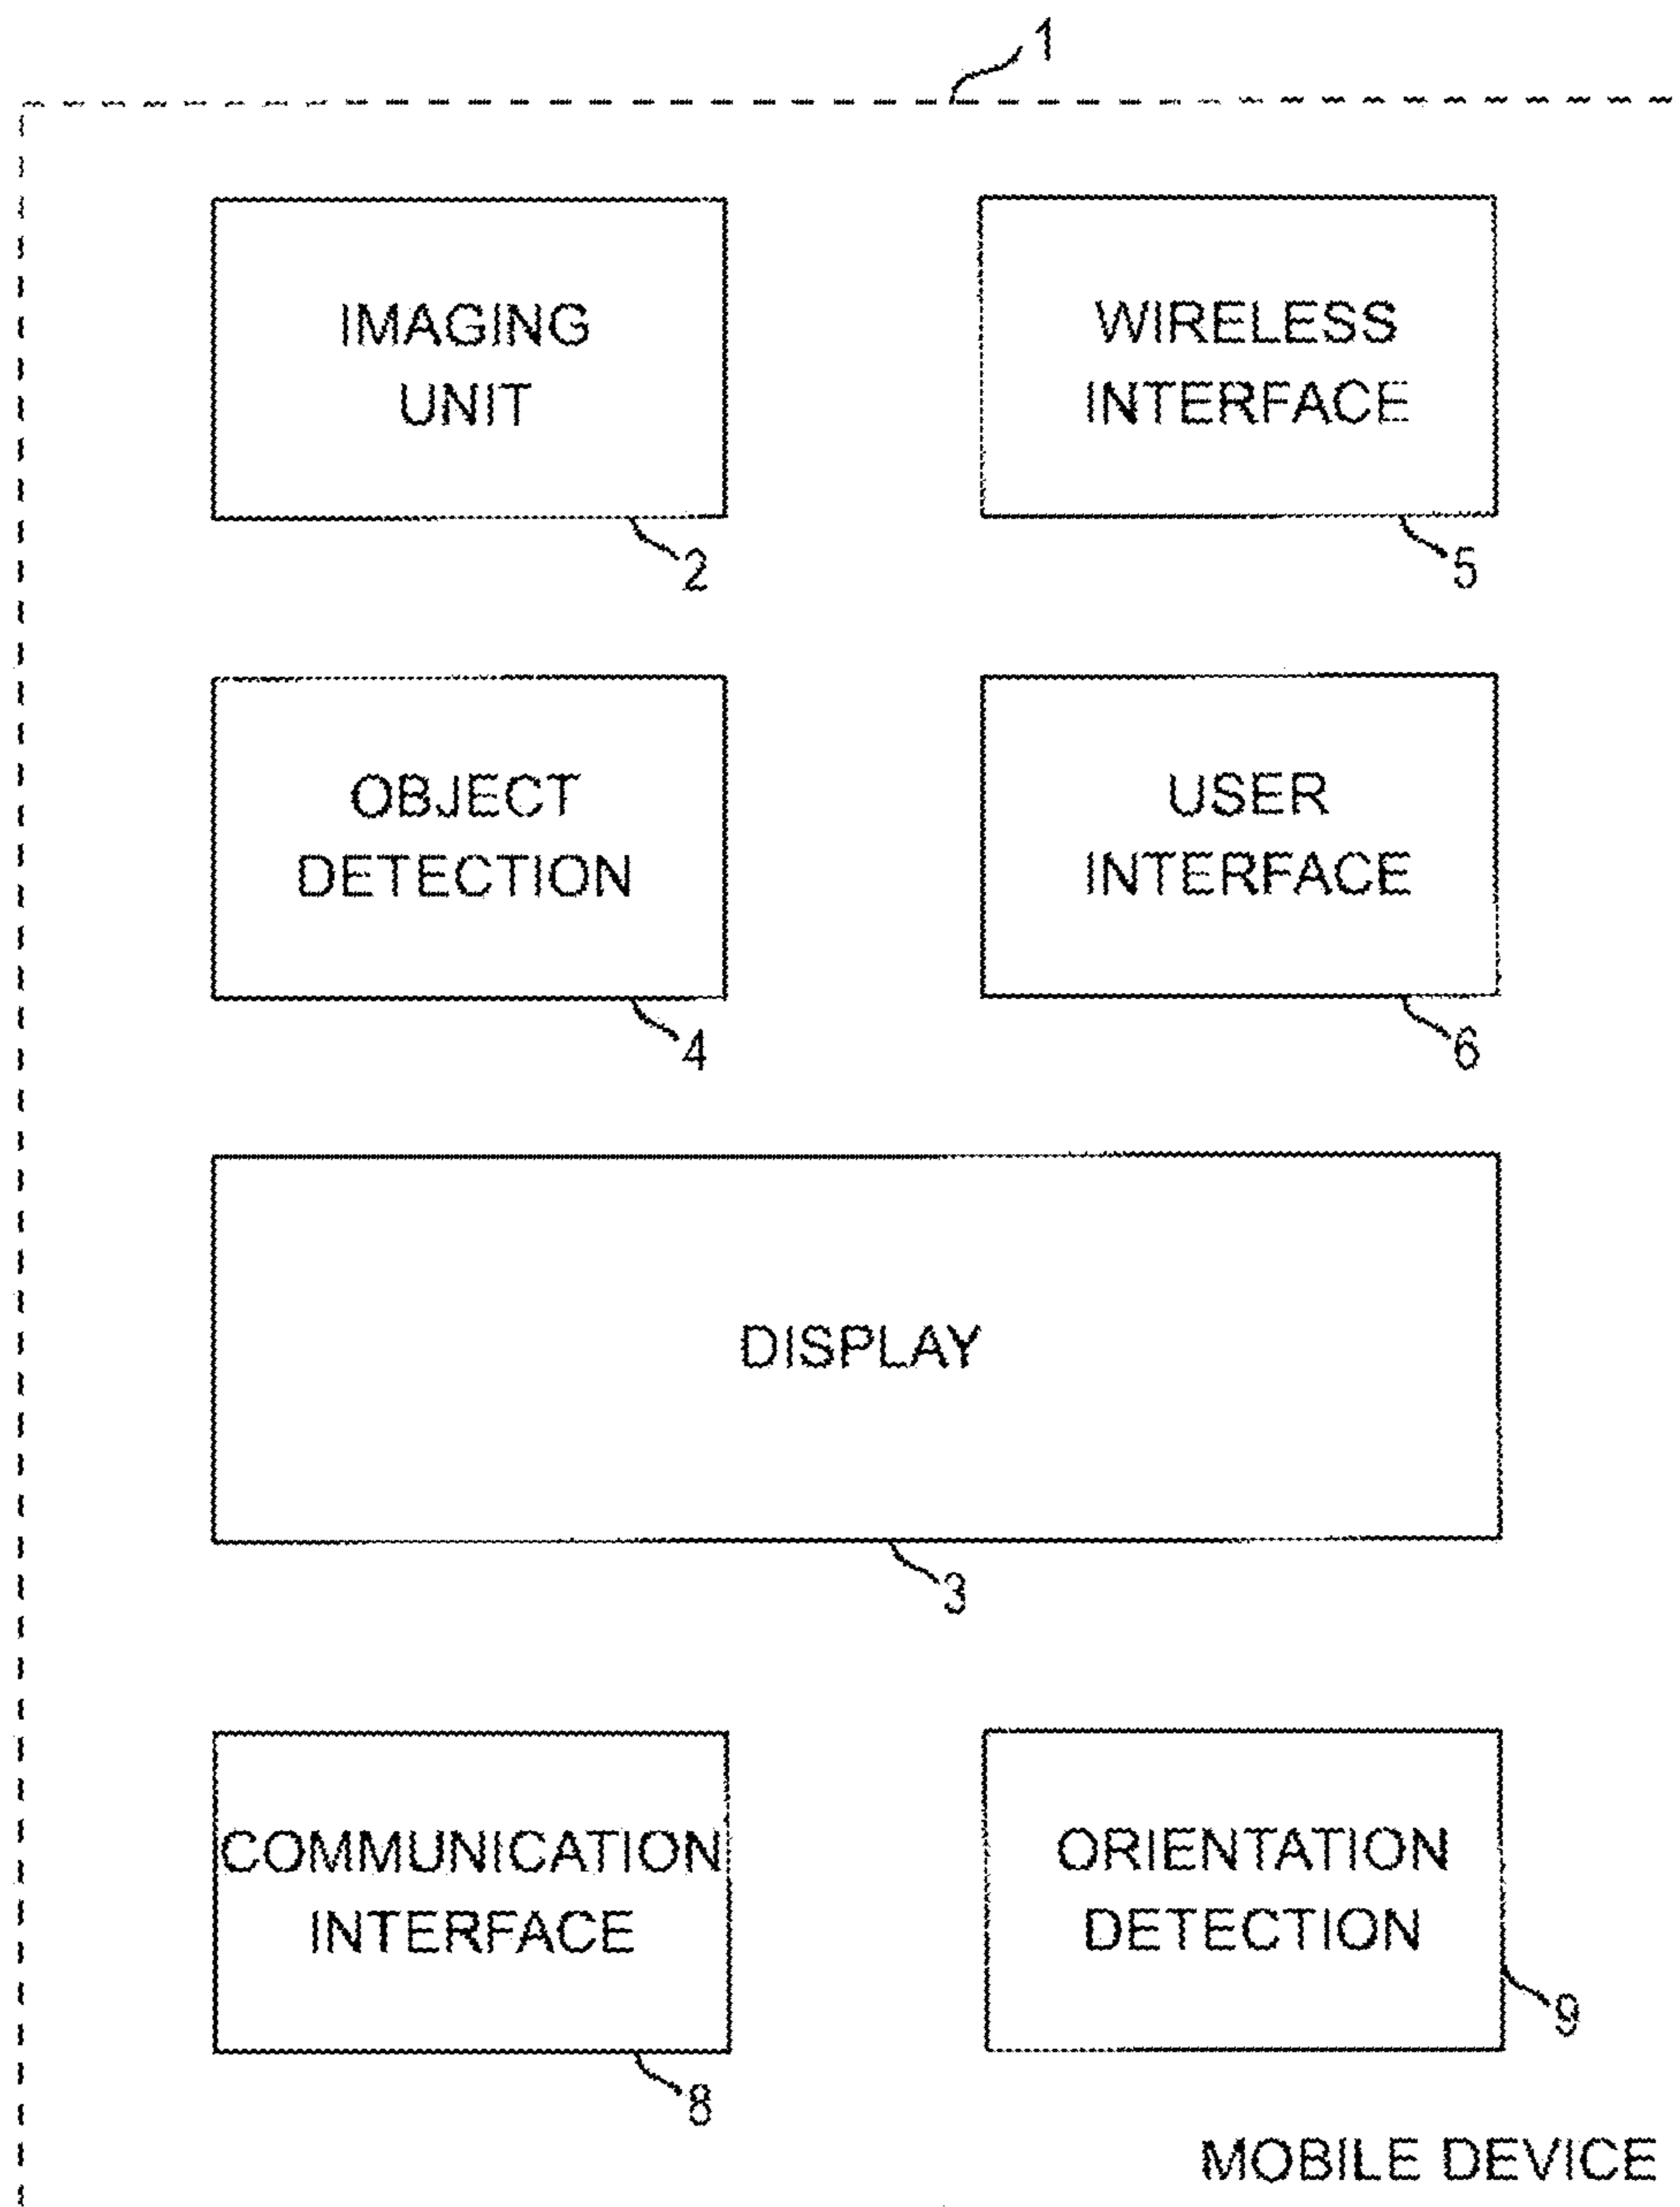 1
IMAGING
UNIT
2
WIRELESS
INTERFACE
5
OBJECT
DETECTION
4
USER
INTERFACE
6
DISPLAY
3
COMMUNICATION
INTERFACE
8
ORIENTATION
DETECTION
9
MOBILE DEVICE